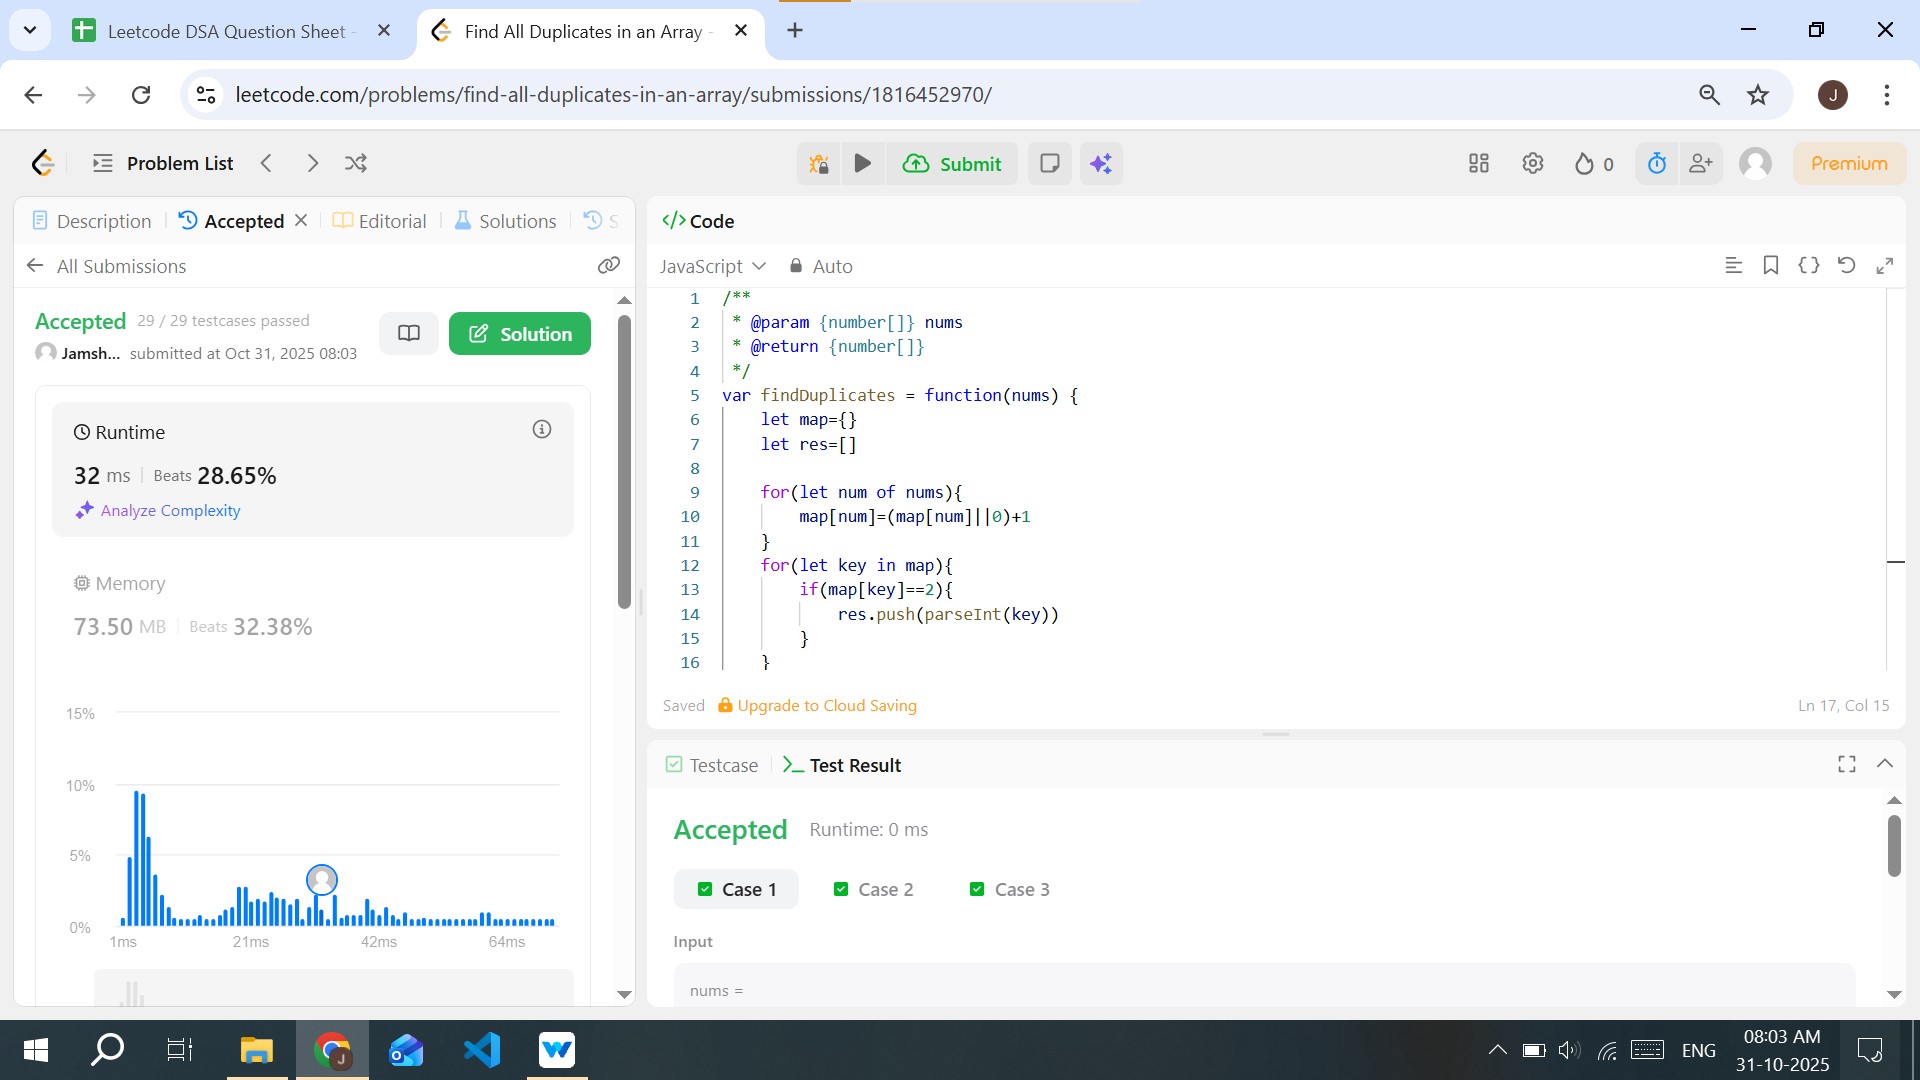 Leetcode DSA Question Sheet -
Find All Duplicates in an Array -
leetcode.com/problems/find-all-duplicates-in-an-array/submissions/1816452970/
J
Problem List
Submit
0
Premium
Description
Accepted
Editorial
Solutions
S
All Submissions
Accepted
29 / 29 testcases passed
Jamsh...
submitted at Oct 31, 2025 08:03
Solution
Runtime
32 ms
Beats 28.65%
Analyze Complexity
Memory
73.50 MB
Beats 32.38%
15%
10%
5%
0%
1ms
21ms
42ms
64ms
Code
JavaScript
Auto
1 /**
2 * @param {number[]} nums
3 * @return {number[]}
4 */
5 var findDuplicates = function(nums) {
6 let map={}
7 let res=[]
8
9 for(let num of nums){
10 map[num]=(map[num]||0)+1
11 }
12 for(let key in map){
13 if(map[key]==2){
14 res.push(parseInt(key))
15 }
16 }
Saved
Upgrade to Cloud Saving
Ln 17, Col 15
Testcase
Test Result
Accepted
Runtime: 0 ms
Case 1
Case 2
Case 3
Input
nums =
J
ENG
08:03 AM
31-10-2025